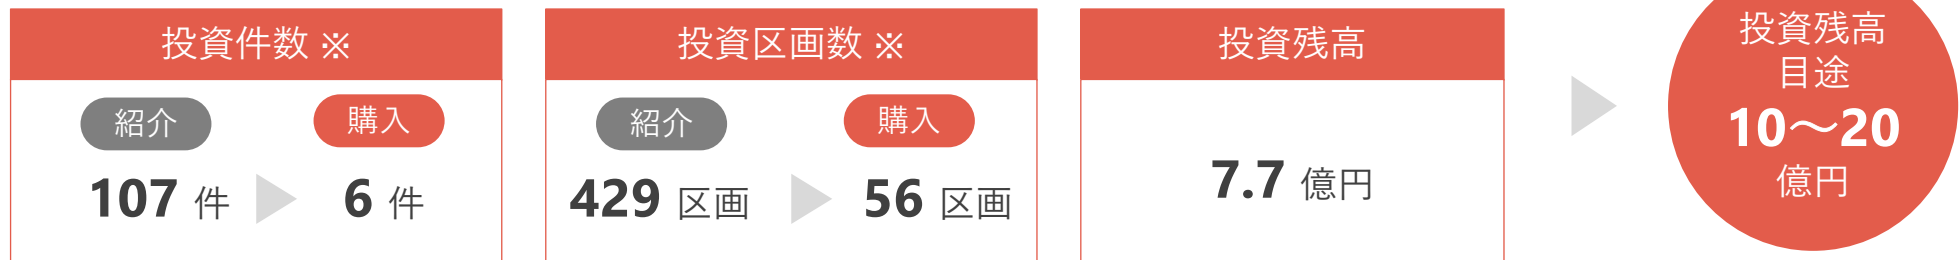 投資件数 ※
紹介
購入
107 件
6 件
投資区画数 ※
紹介
購入
429 区画
56 区画
投資残高
7.7 億円
投資残高
目途
10～20
億円